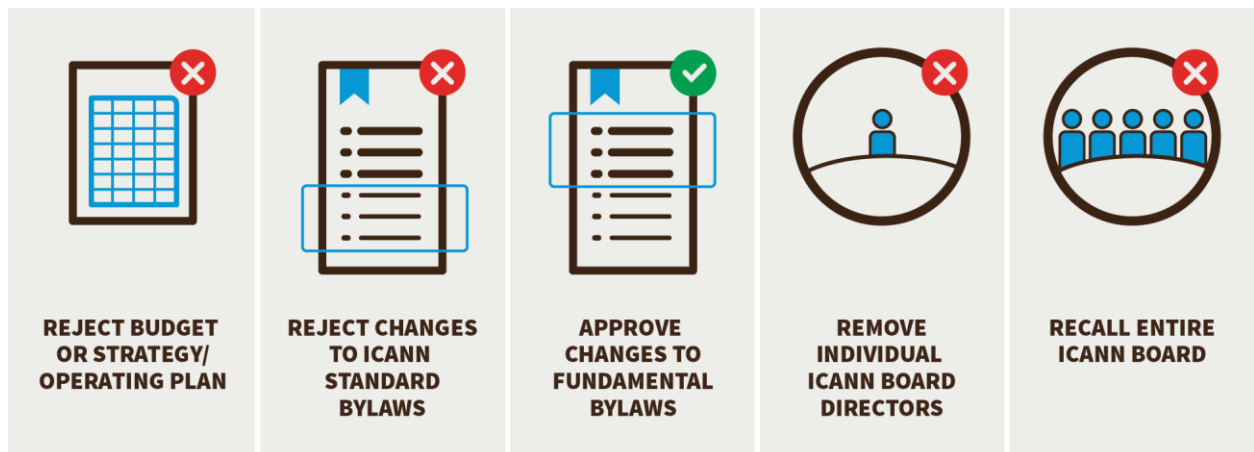 REJECT BUDGET
OR STRATEGY/
OPERATING PLAN
REJECT CHANGES
TO ICANN
STANDARD
BYLAWS
APPROVE
CHANGES TO
FUNDAMENTAL
BYLAWS
REMOVE
INDIVIDUAL
ICANN BOARD
DIRECTORS
RECALL ENTIRE
ICANN BOARD